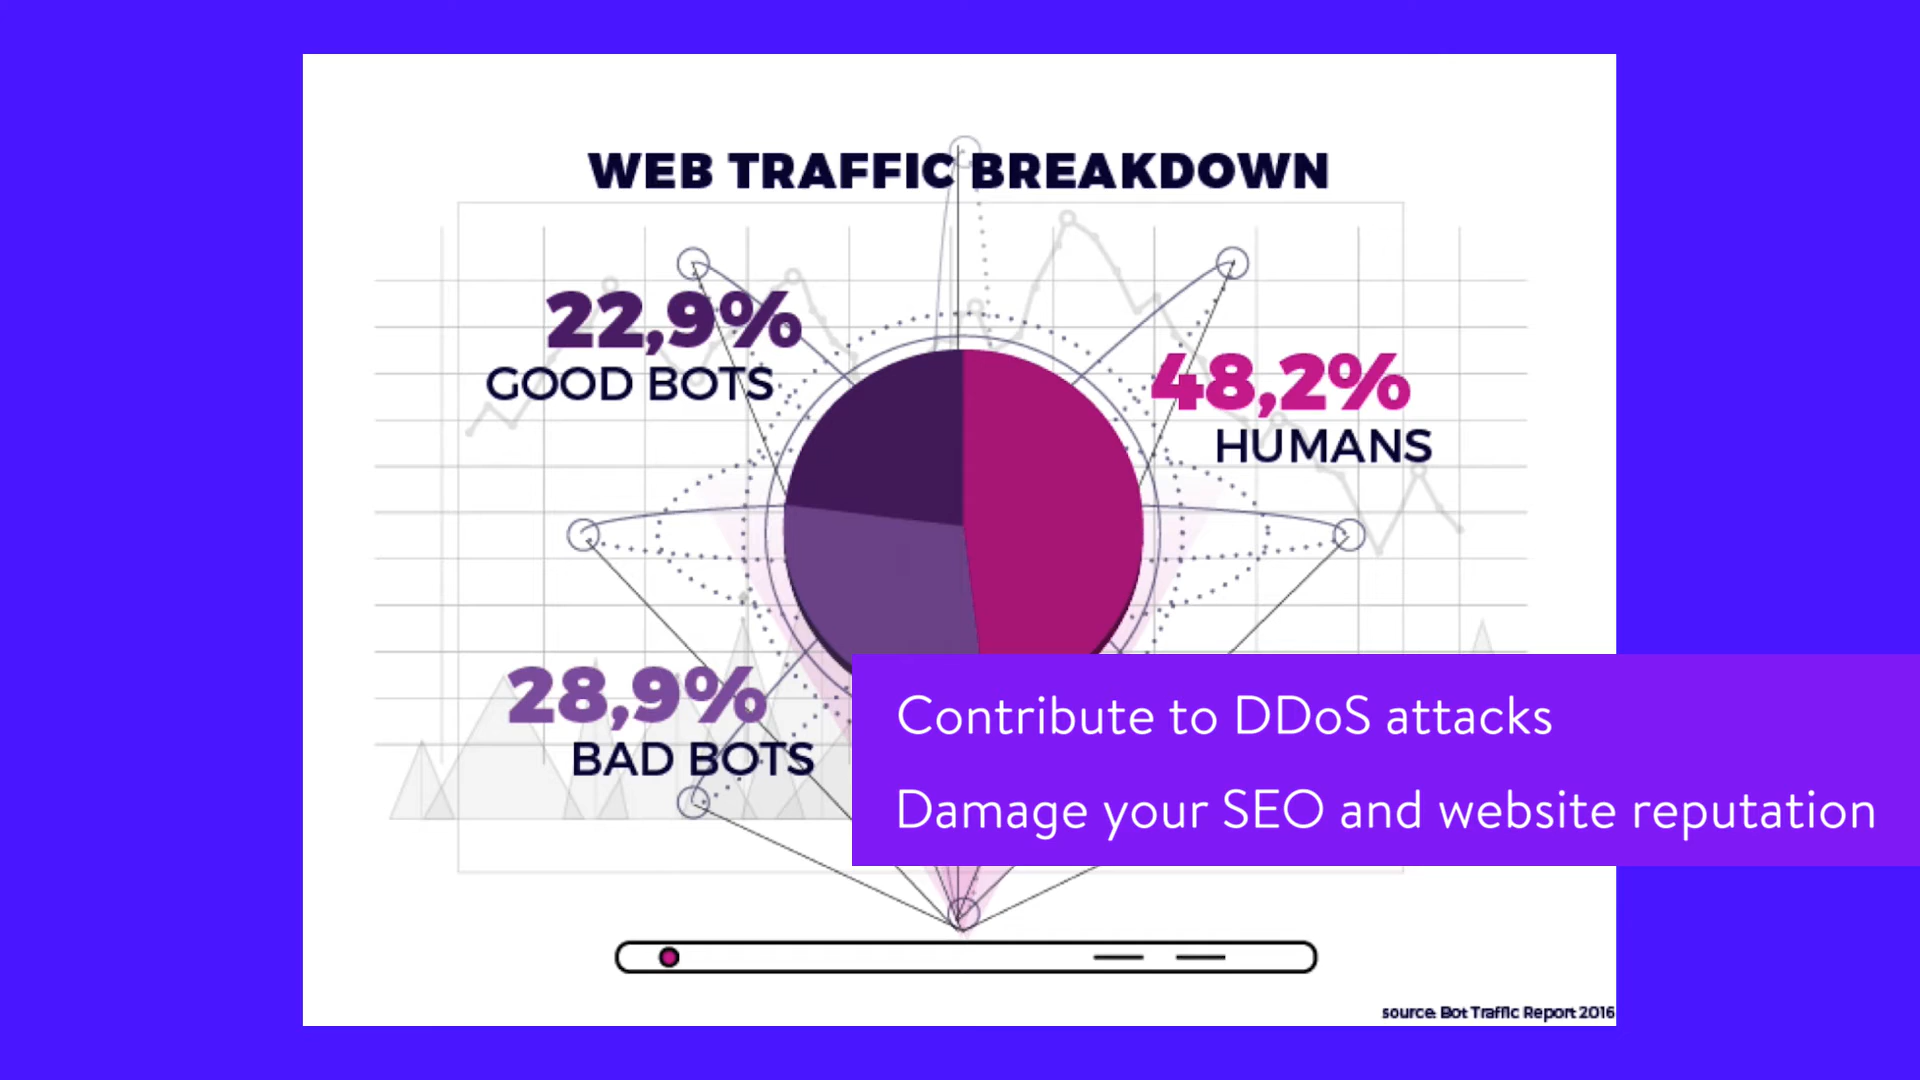 WEB TRAFFIC BREAKDOWN
22,9%
GOOD BOTS
48,2%
HUMANS
28,9%
BAD BOTS
Contribute to DDoS attacks
Damage your SEO and website reputation
source: Bot Traffic Report 2016